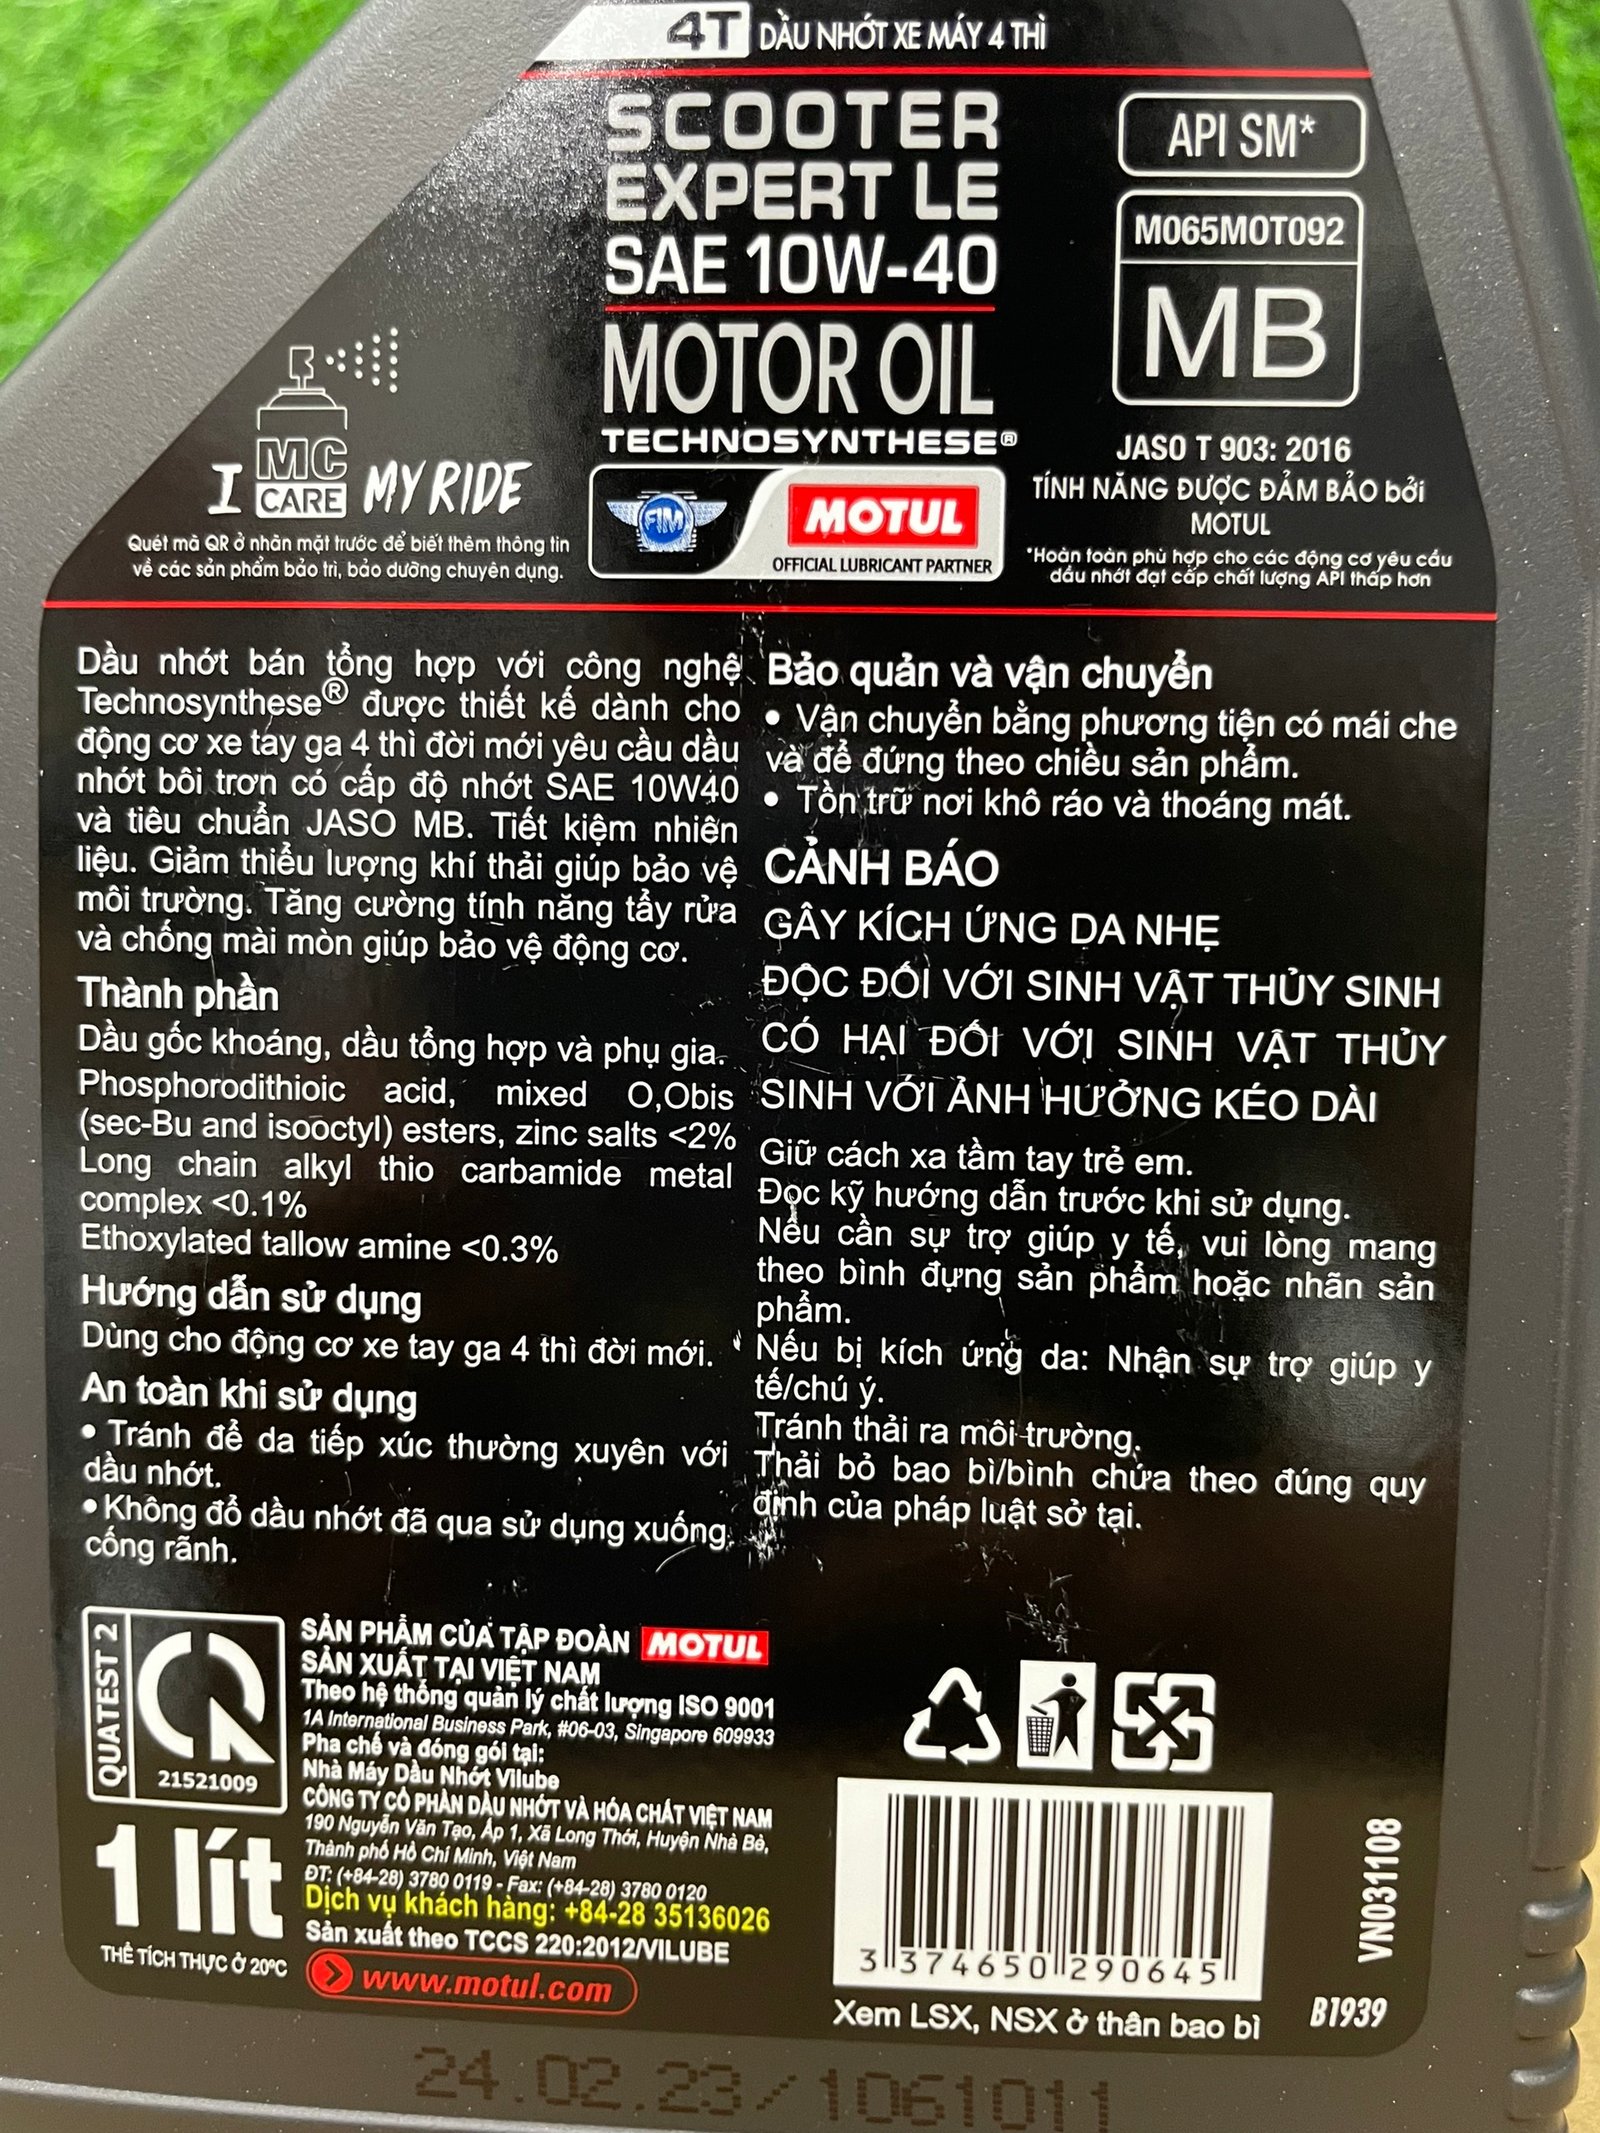 4T DẦU NHỚT XE MÁY 4 THÌ
SCOOTER
EXPERT LE
SAE 10W-40
MOTOR OIL
TECHNOSYNTHESE®
API SM*
M065MOT092
MB
JASO T 903: 2016
TÍNH NĂNG ĐƯỢC ĐẢM BẢO bởi
MOTUL
*Hoàn toàn phù hợp cho các động cơ yêu cầu
dầu nhớt đạt cấp chất lượng API thấp hơn
I MC CARE MY RIDE
Quét mã QR ở nhãn mặt trước để biết thêm thông tin
về các sản phẩm bảo trì, bảo dưỡng chuyên dụng.
FIM
MOTUL
OFFICIAL LUBRICANT PARTNER
Dầu nhớt bán tổng hợp với công nghệ
Technosynthese® được thiết kế dành cho
động cơ xe tay ga 4 thì đời mới yêu cầu dầu
nhớt bôi trơn có cấp độ nhớt SAE 10W40
và tiêu chuẩn JASO MB. Tiết kiệm nhiên
liệu. Giảm thiểu lượng khí thải giúp bảo vệ
môi trường. Tăng cường tính năng tẩy rửa
và chống mài mòn giúp bảo vệ động cơ.
Thành phần
Dầu gốc khoáng, dầu tổng hợp và phụ gia.
Phosphorodithioic acid, mixed O,Obis
(sec-Bu and isooctyl) esters, zinc salts <2%
Long chain alkyl thio carbamide metal
complex <0.1%
Ethoxylated tallow amine <0.3%
Hướng dẫn sử dụng
Dùng cho động cơ xe tay ga 4 thì đời mới.
An toàn khi sử dụng
• Tránh để da tiếp xúc thường xuyên với
dầu nhớt.
• Không đổ dầu nhớt đã qua sử dụng xuống
cống rãnh.
Bảo quản và vận chuyển
• Vận chuyển bằng phương tiện có mái che
và để đứng theo chiều sản phẩm.
• Tồn trữ nơi khô ráo và thoáng mát.
CẢNH BÁO
GÂY KÍCH ỨNG DA NHẸ
ĐỘC ĐỐI VỚI SINH VẬT THỦY SINH
CÓ HẠI ĐỐI VỚI SINH VẬT THỦY
SINH VỚI ẢNH HƯỞNG KÉO DÀI
Giữ cách xa tầm tay trẻ em.
Đọc kỹ hướng dẫn trước khi sử dụng.
Nếu cần sự trợ giúp y tế, vui lòng mang
theo bình đựng sản phẩm hoặc nhãn sản
phẩm.
Nếu bị kích ứng da: Nhận sự trợ giúp y
tế/chú ý.
Tránh thải ra môi trường.
Thải bỏ bao bì/bình chứa theo đúng quy
định của pháp luật sở tại.
QUATEST 2
21521009
1 lít
THỂ TÍCH THỰC Ở 20°C
SẢN PHẨM CỦA TẬP ĐOÀN MOTUL
SẢN XUẤT TẠI VIỆT NAM
Theo hệ thống quản lý chất lượng ISO 9001
1A International Business Park, #06-03, Singapore 609933
Pha chế và đóng gói tại:
Nhà Máy Dầu Nhớt Vilube
CÔNG TY CỔ PHẦN DẦU NHỚT VÀ HÓA CHẤT VIỆT NAM
190 Nguyễn Văn Tạo, Ấp 1, Xã Long Thới, Huyện Nhà Bè,
Thành phố Hồ Chí Minh, Việt Nam
ĐT: (+84-28) 3780 0119 - Fax: (+84-28) 3780 0120
Dịch vụ khách hàng: +84-28 35136026
Sản xuất theo TCCS 220:2012/VILUBE
www.motul.com
3 374650 290645
Xem LSX, NSX ở thân bao bì
VN031108
B1939
24.02.23/1061011